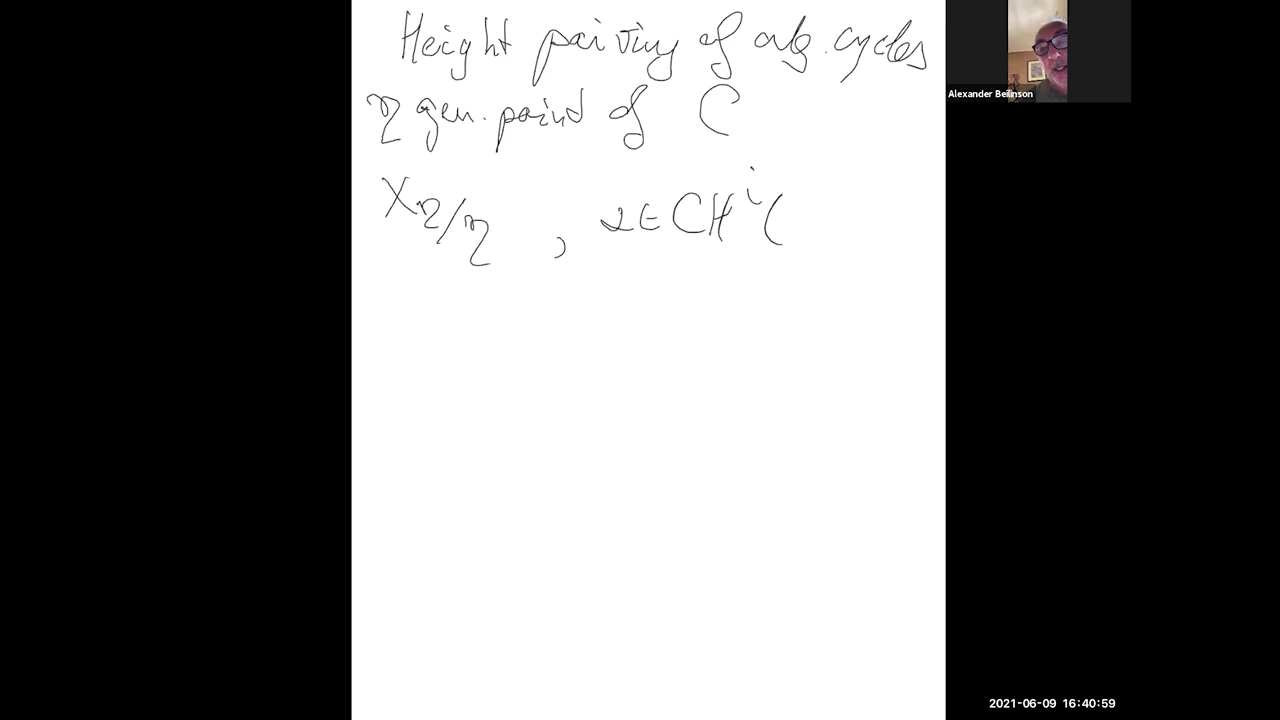 Height pairing of alg. cycles
η gen. point of C
X_η/η , α ∈ CH^i(
Alexander Beilinson
2021-06-09 16:40:59